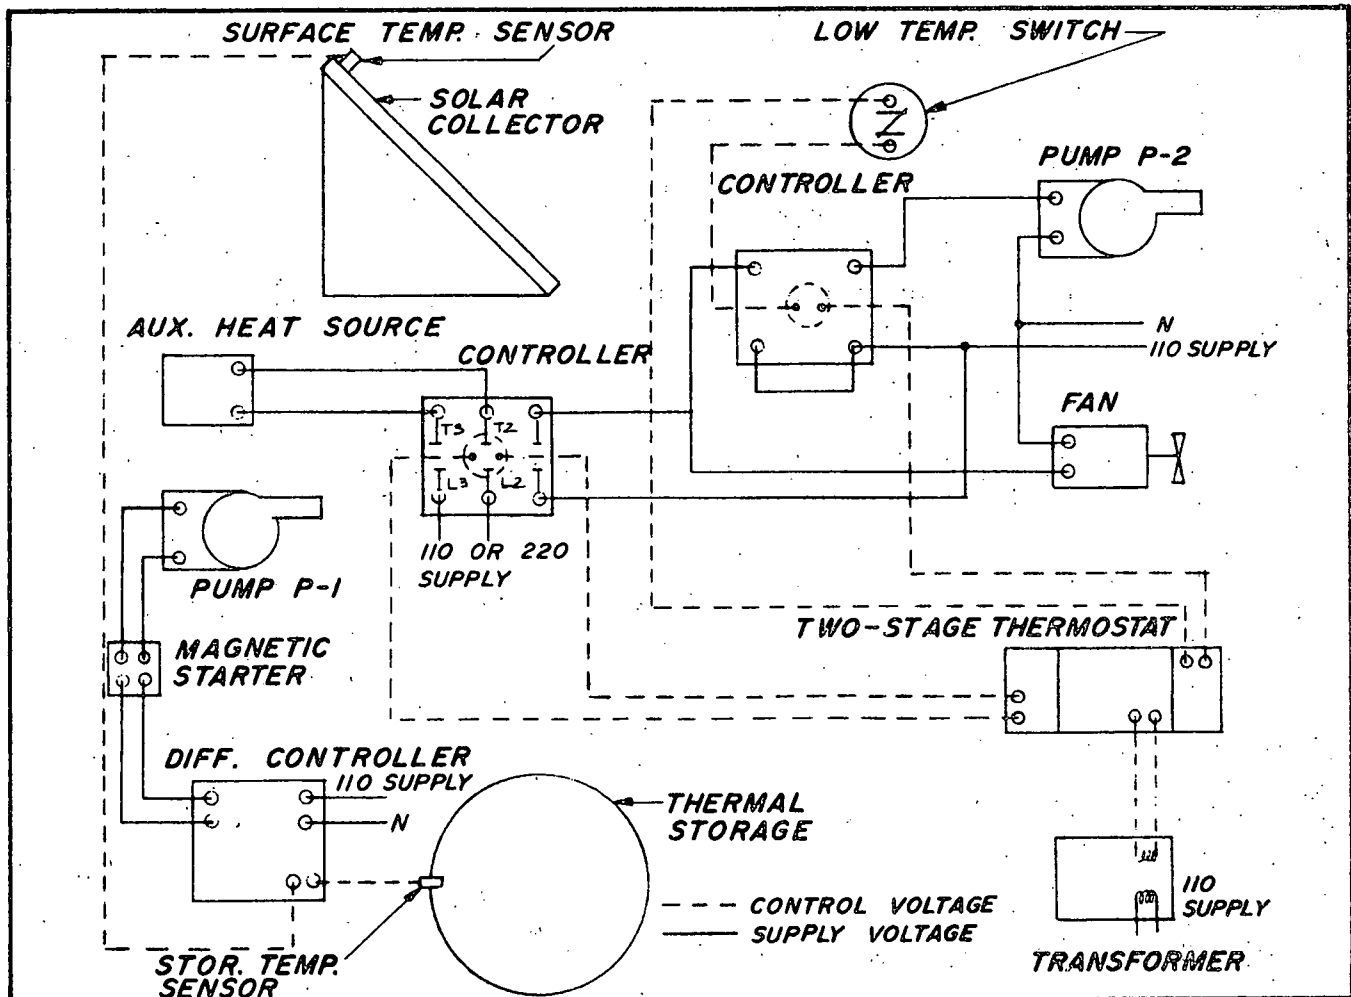 SURFACE TEMP. SENSOR
LOW TEMP. SWITCH
SOLAR
COLLECTOR
PUMP P-2
CONTROLLER
AUX. HEAT SOURCE
CONTROLLER
N
110 SUPPLY
FAN
T3 T2
L3 L2
110 OR 220
SUPPLY
PUMP P-1
TWO-STAGE THERMOSTAT
MAGNETIC
STARTER
DIFF. CONTROLLER
110 SUPPLY
N
THERMAL
STORAGE
110
SUPPLY
CONTROL VOLTAGE
SUPPLY VOLTAGE
STOR. TEMP.
SENSOR
TRANSFORMER